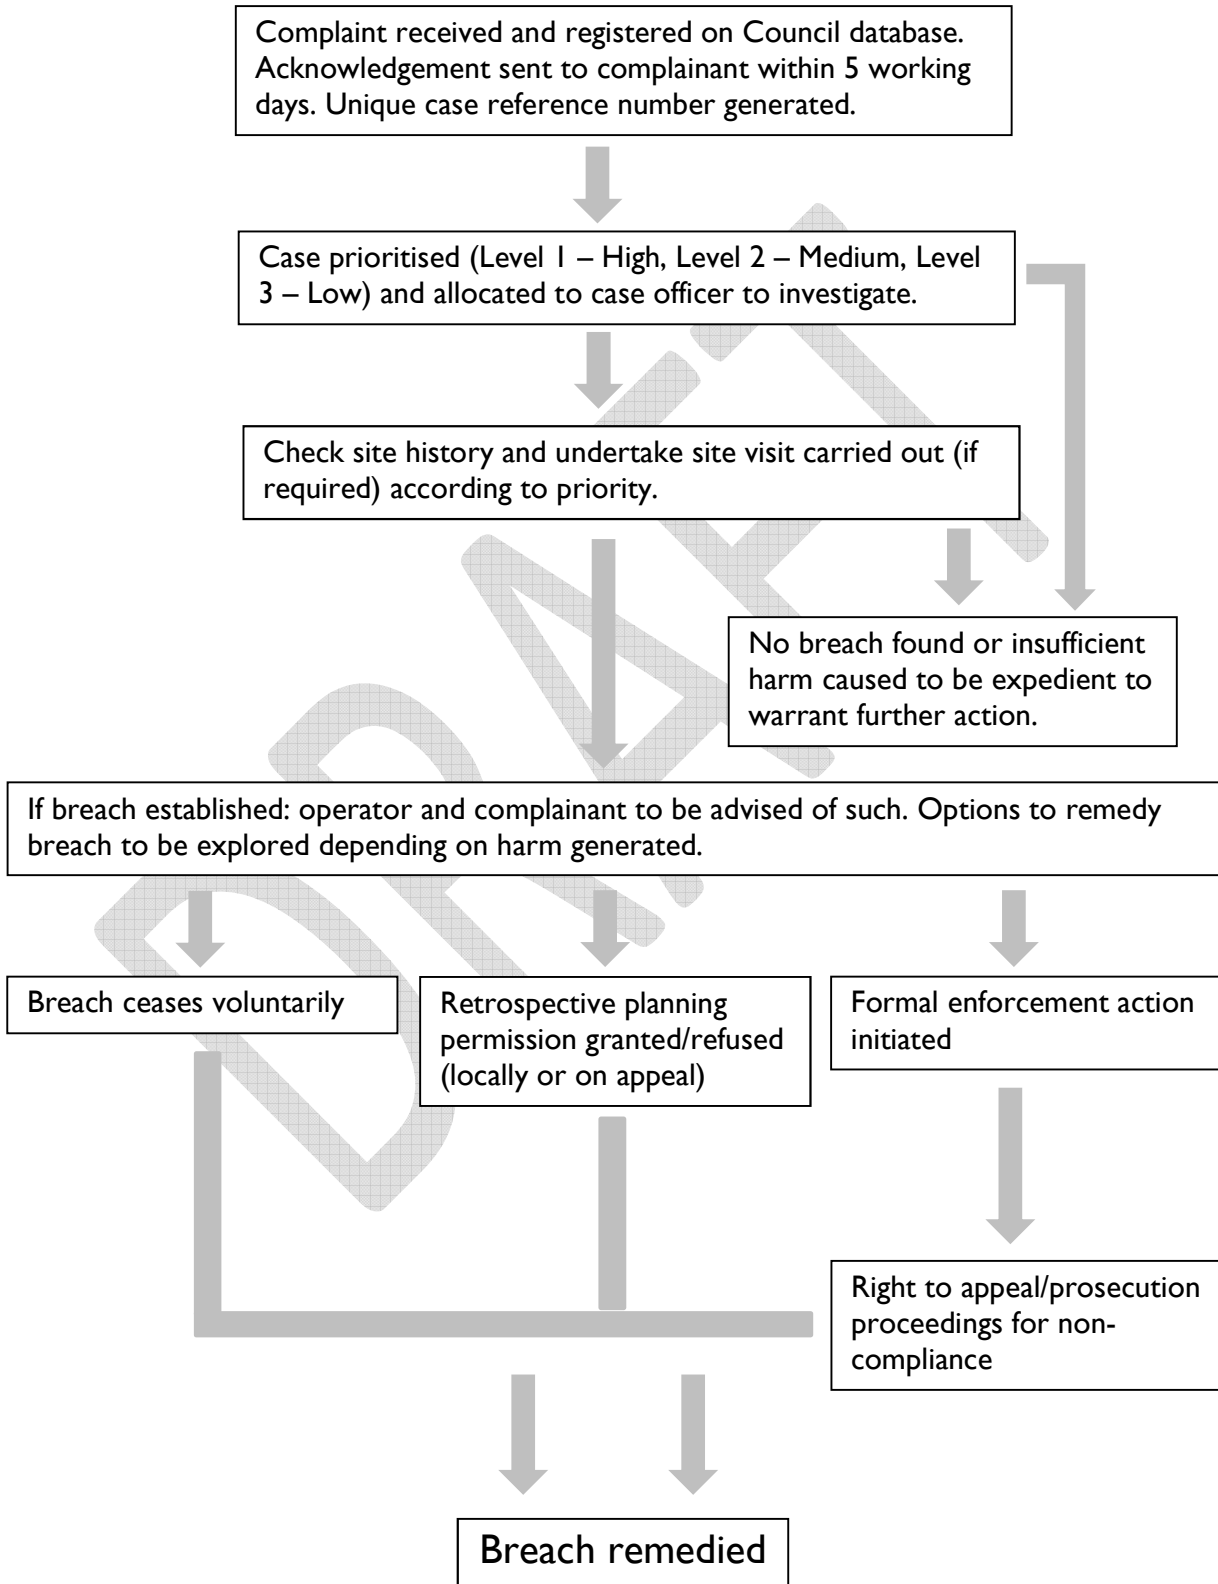 Complaint received and registered on Council database.
Acknowledgement sent to complainant within 5 working
days. Unique case reference number generated.
Case prioritised (Level 1 – High, Level 2 – Medium, Level
3 – Low) and allocated to case officer to investigate.
Check site history and undertake site visit carried out (if
required) according to priority.
No breach found or insufficient
harm caused to be expedient to
warrant further action.
If breach established: operator and complainant to be advised of such. Options to remedy
breach to be explored depending on harm generated.
Breach ceases voluntarily
Retrospective planning
permission granted/refused
(locally or on appeal)
Formal enforcement action
initiated
Right to appeal/prosecution
proceedings for non-
compliance
Breach remedied
DRAFT